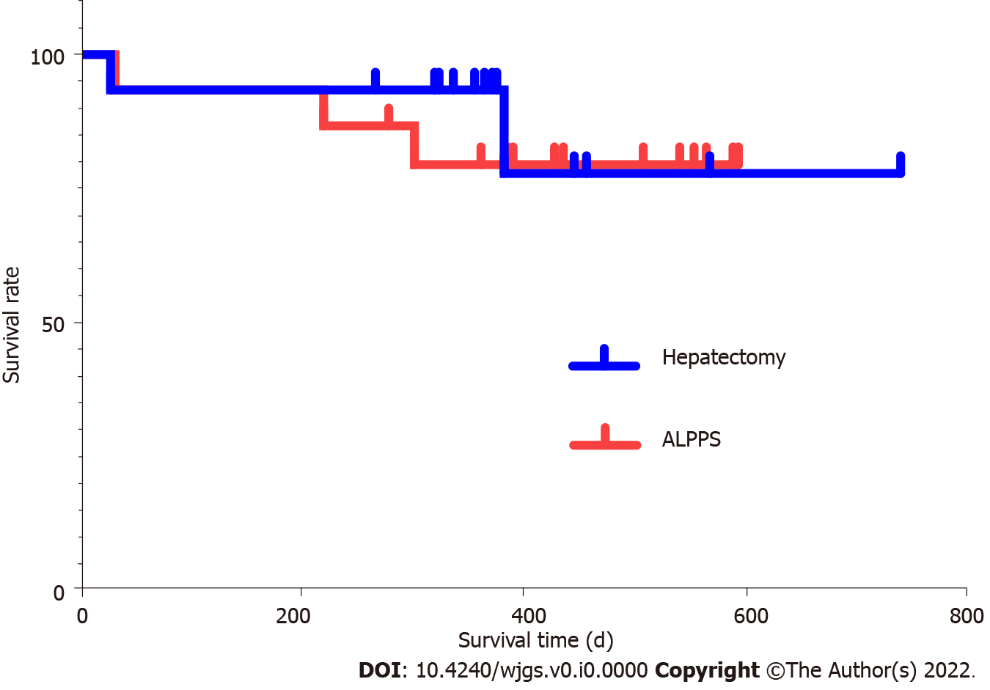 100
50
0
Survival rate
0 200 400 600 800
Survival time (d)
Hepatectomy
ALPPS
DOI: 10.4240/wjgs.v0.i0.0000 Copyright ©The Author(s) 2022.